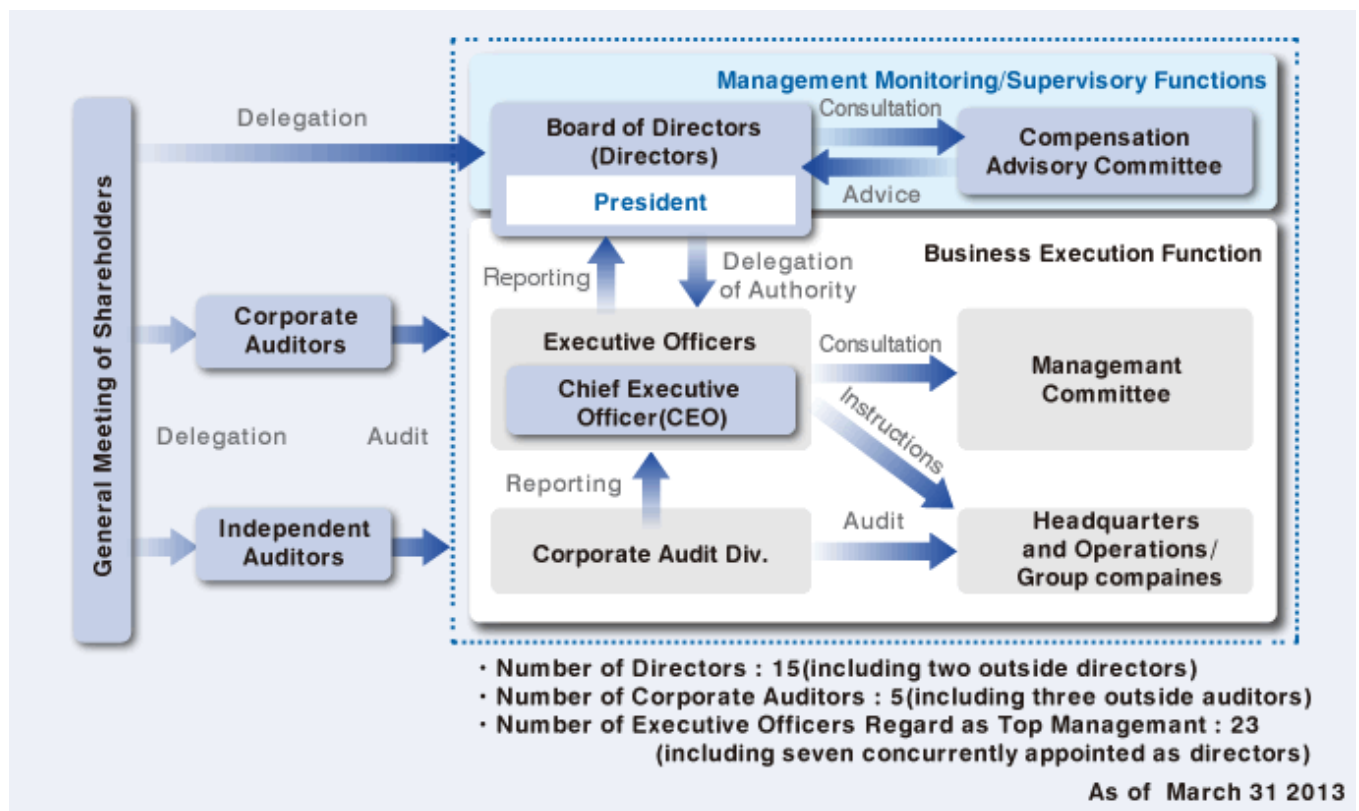 General Meeting of Shareholders
Delegation
Management Monitoring/Supervisory Functions
Board of Directors
(Directors)
President
Consultation
Advice
Compensation
Advisory Committee
Business Execution Function
Reporting
Delegation
of Authority
Corporate
Auditors
Executive Officers
Chief Executive
Officer(CEO)
Consultation
Managemant
Committee
Instructions
Delegation
Audit
Reporting
Independent
Auditors
Corporate Audit Div.
Audit
Headquarters
and Operations/
Group compaines
・Number of Directors : 15(including two outside directors)
・Number of Corporate Auditors : 5(including three outside auditors)
・Number of Executive Officers Regard as Top Managemant : 23
(including seven concurrently appointed as directors)
As of March 31 2013